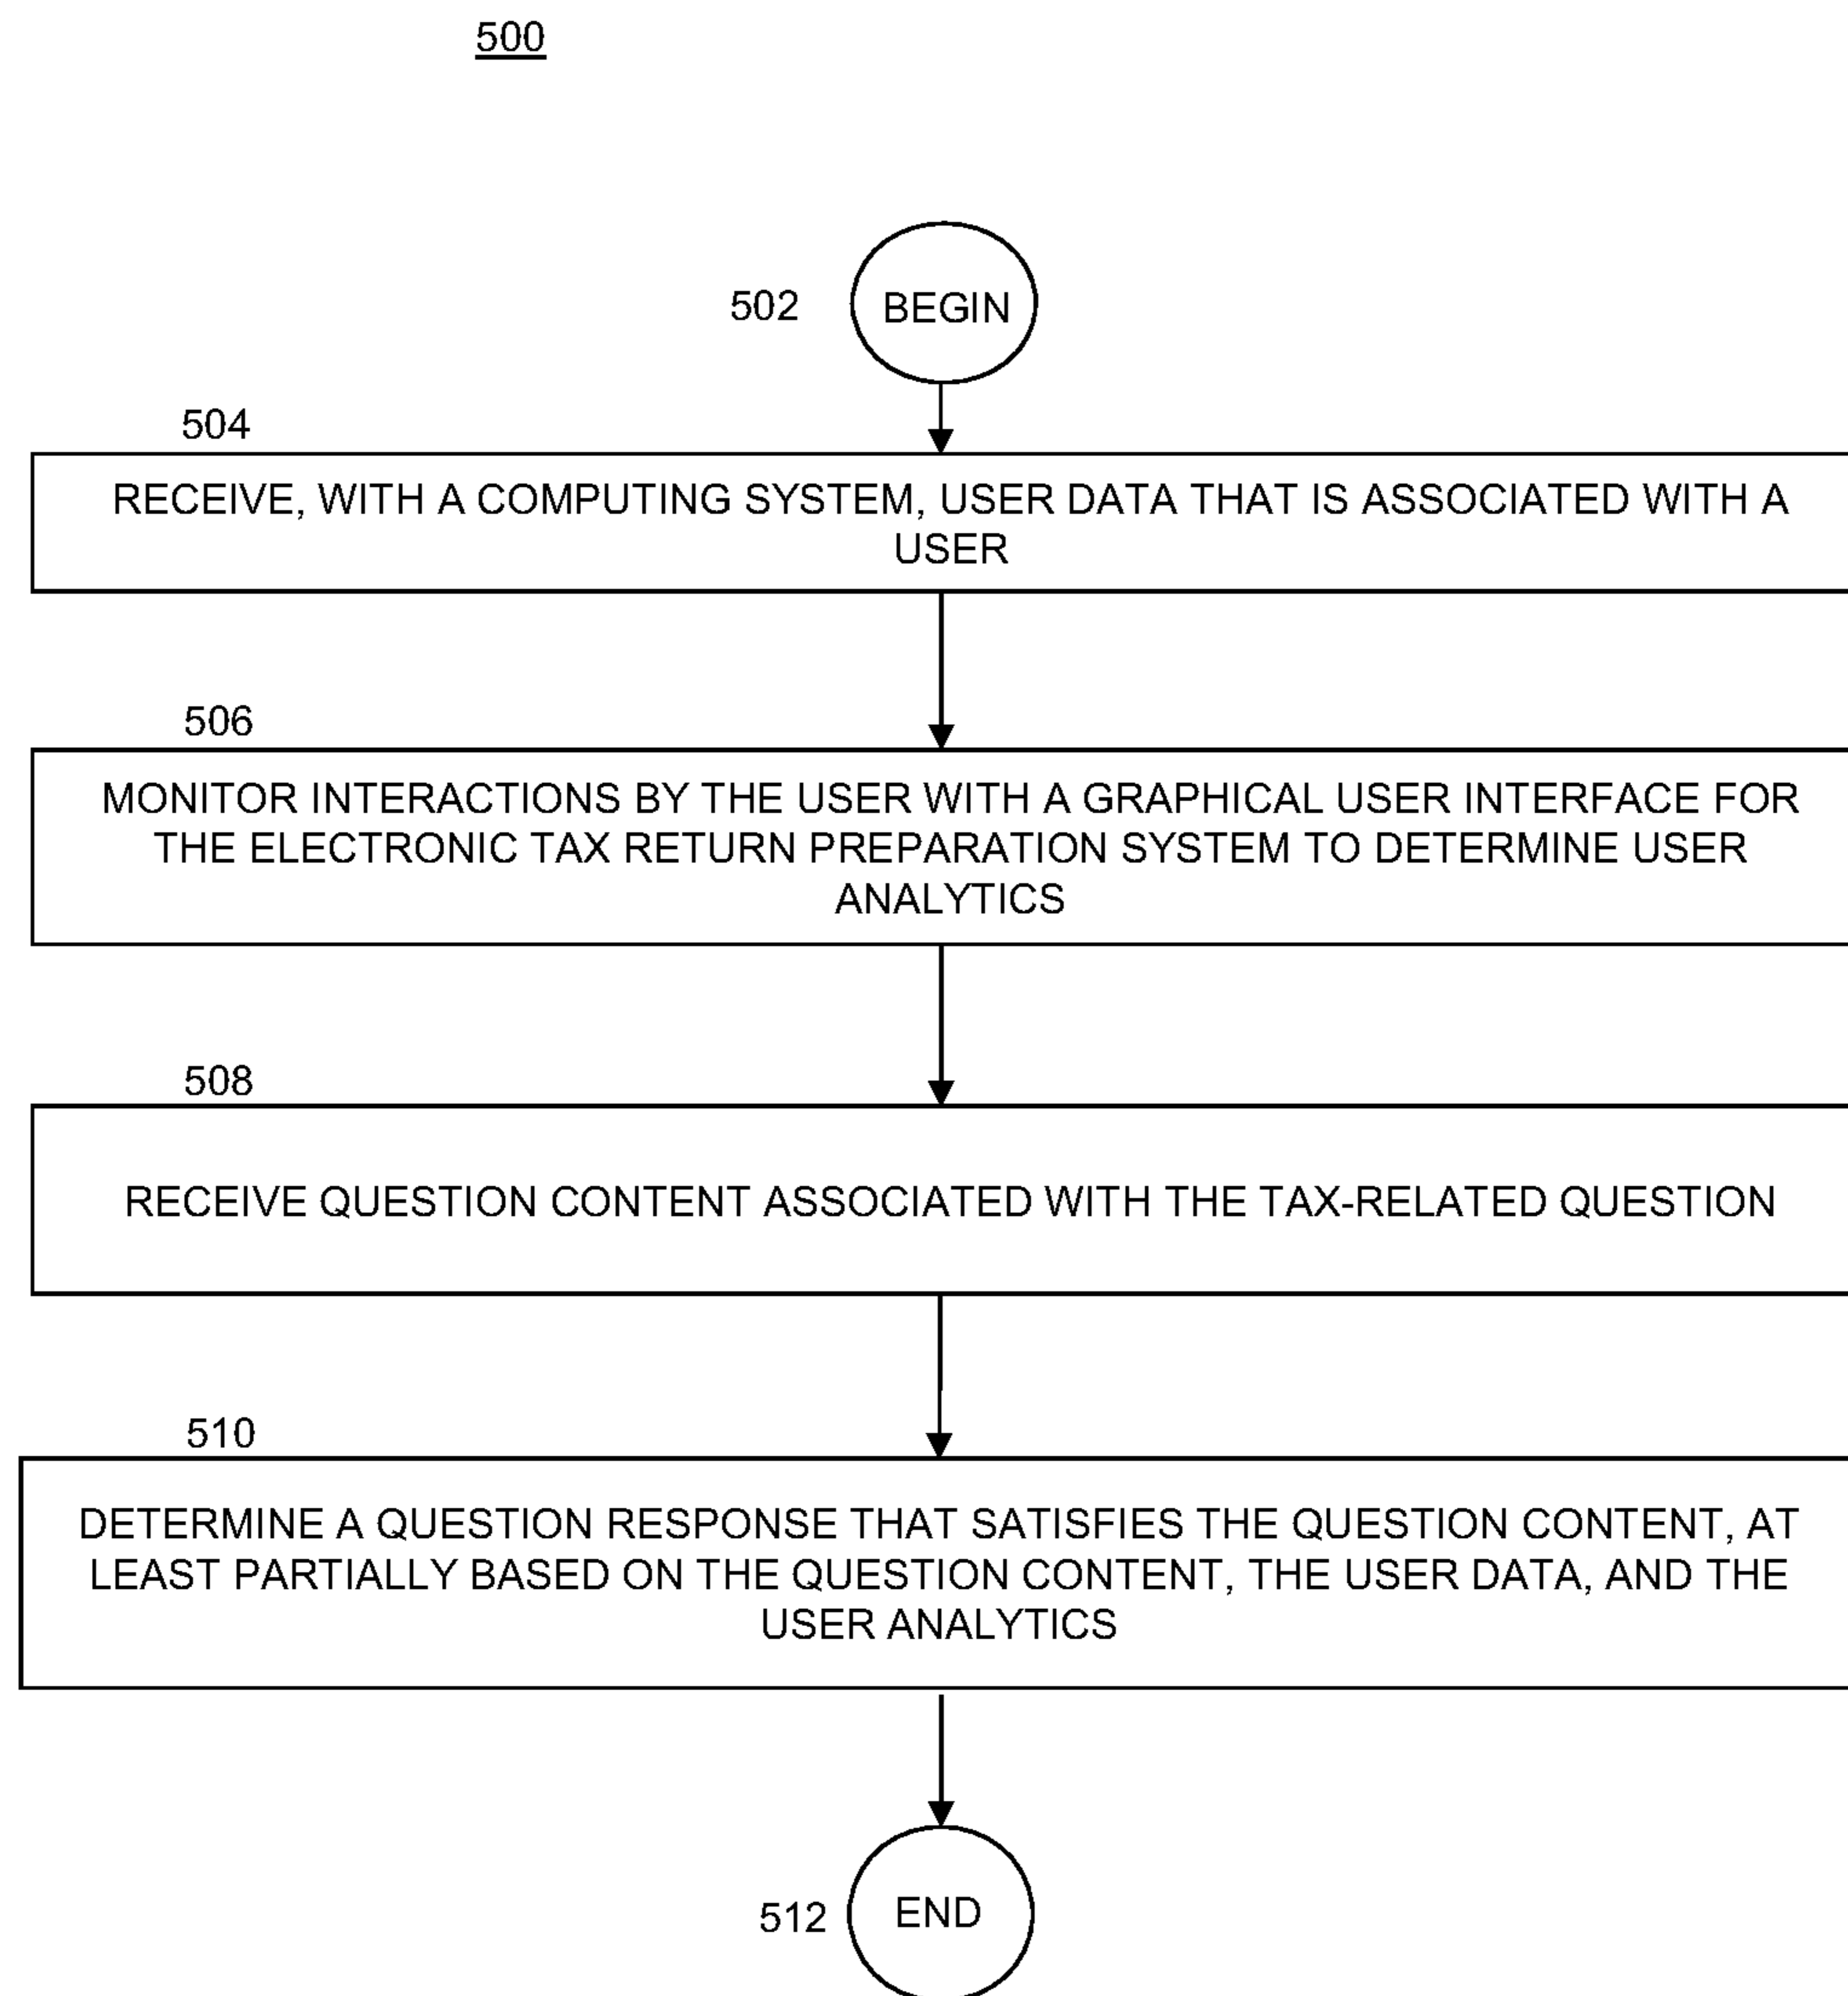 500
502
BEGIN
504
RECEIVE, WITH A COMPUTING SYSTEM, USER DATA THAT IS ASSOCIATED WITH A
USER
506
MONITOR INTERACTIONS BY THE USER WITH A GRAPHICAL USER INTERFACE FOR
THE ELECTRONIC TAX RETURN PREPARATION SYSTEM TO DETERMINE USER
ANALYTICS
508
RECEIVE QUESTION CONTENT ASSOCIATED WITH THE TAX-RELATED QUESTION
510
DETERMINE A QUESTION RESPONSE THAT SATISFIES THE QUESTION CONTENT, AT
LEAST PARTIALLY BASED ON THE QUESTION CONTENT, THE USER DATA, AND THE
USER ANALYTICS
512
END